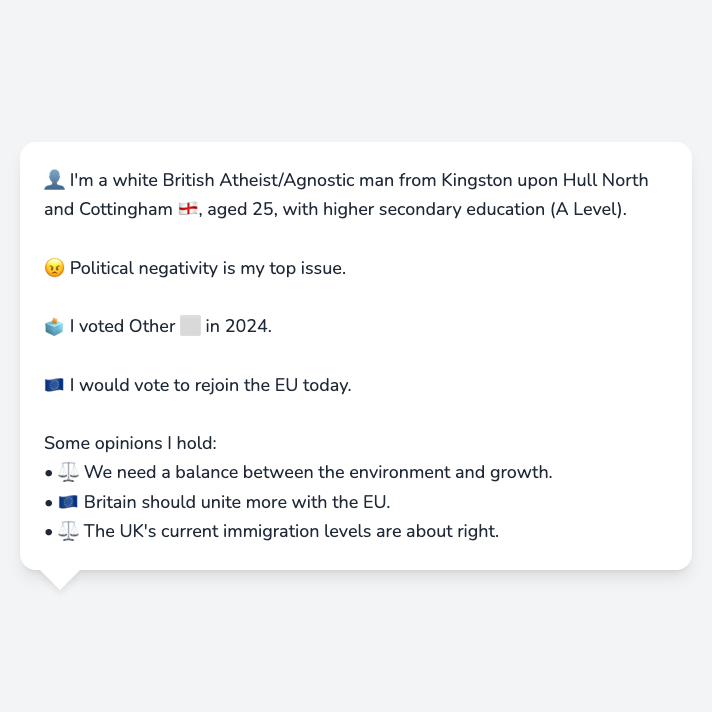 👤 I'm a white British Atheist/Agnostic man from Kingston upon Hull North
and Cottingham 🏴󠁧󠁢󠁥󠁮󠁧󠁿, aged 25, with higher secondary education (A Level).
😠 Political negativity is my top issue.
🗳️ I voted Other ⬜ in 2024.
🇪🇺 I would vote to rejoin the EU today.
Some opinions I hold:
• ⚖️ We need a balance between the environment and growth.
• 🇪🇺 Britain should unite more with the EU.
• ⚖️ The UK's current immigration levels are about right.